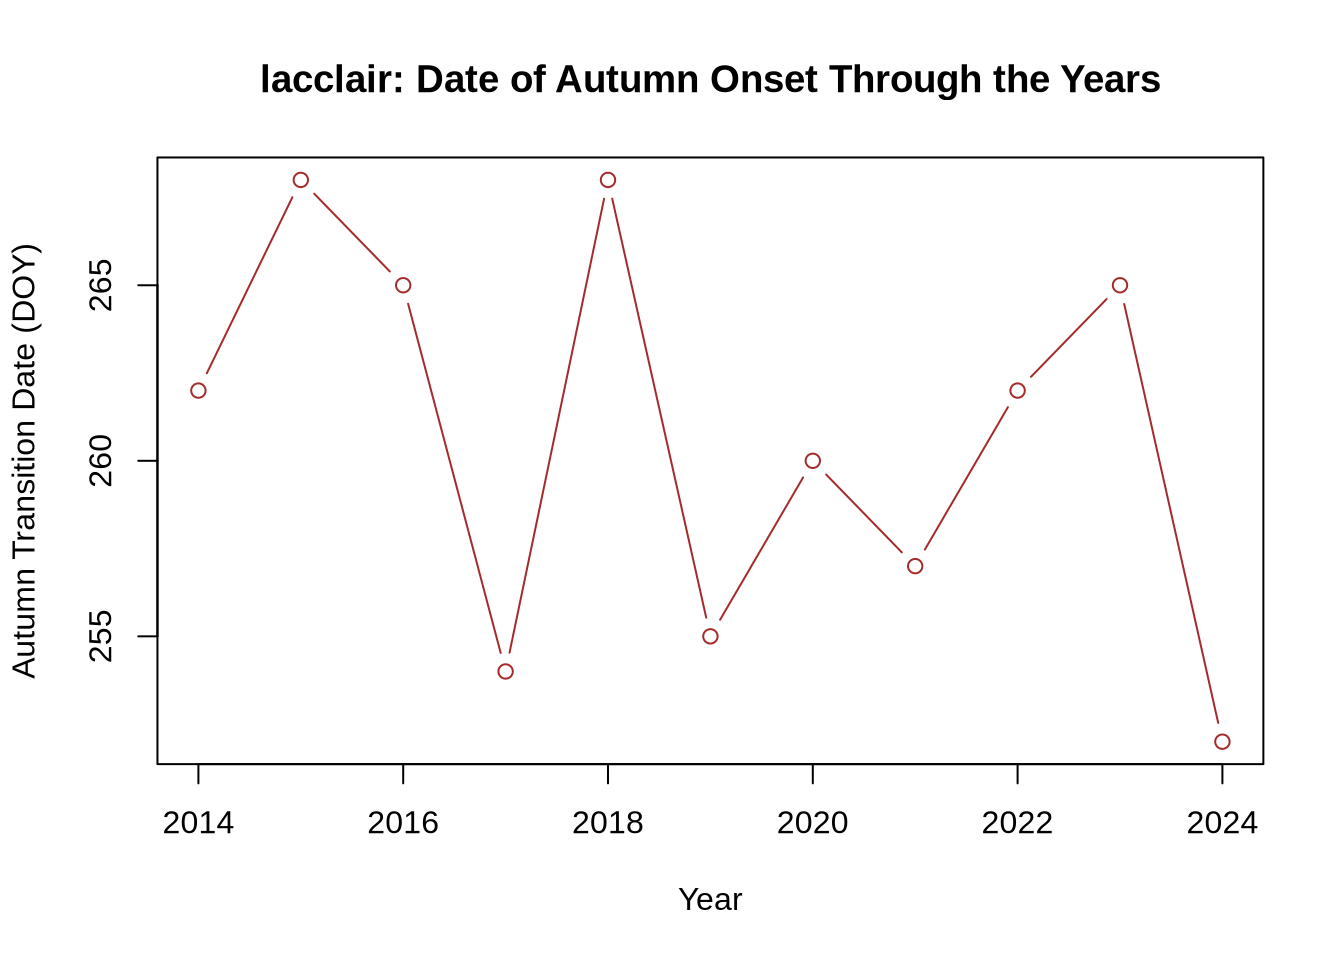 lacclair: Date of Autumn Onset Through the Years
Autumn Transition Date (DOY)
265
260
255
2014 2016 2018 2020 2022 2024
Year